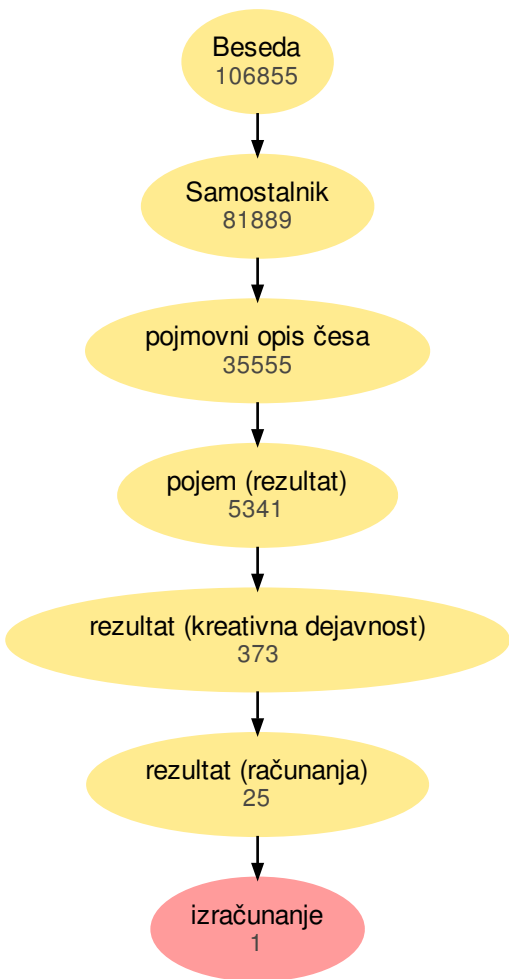 Beseda
106855
Samostalnik
81889
pojmovni opis česa
35555
pojem (rezultat)
5341
rezultat (kreativna dejavnost)
373
rezultat (računanja)
25
izračunanje
1